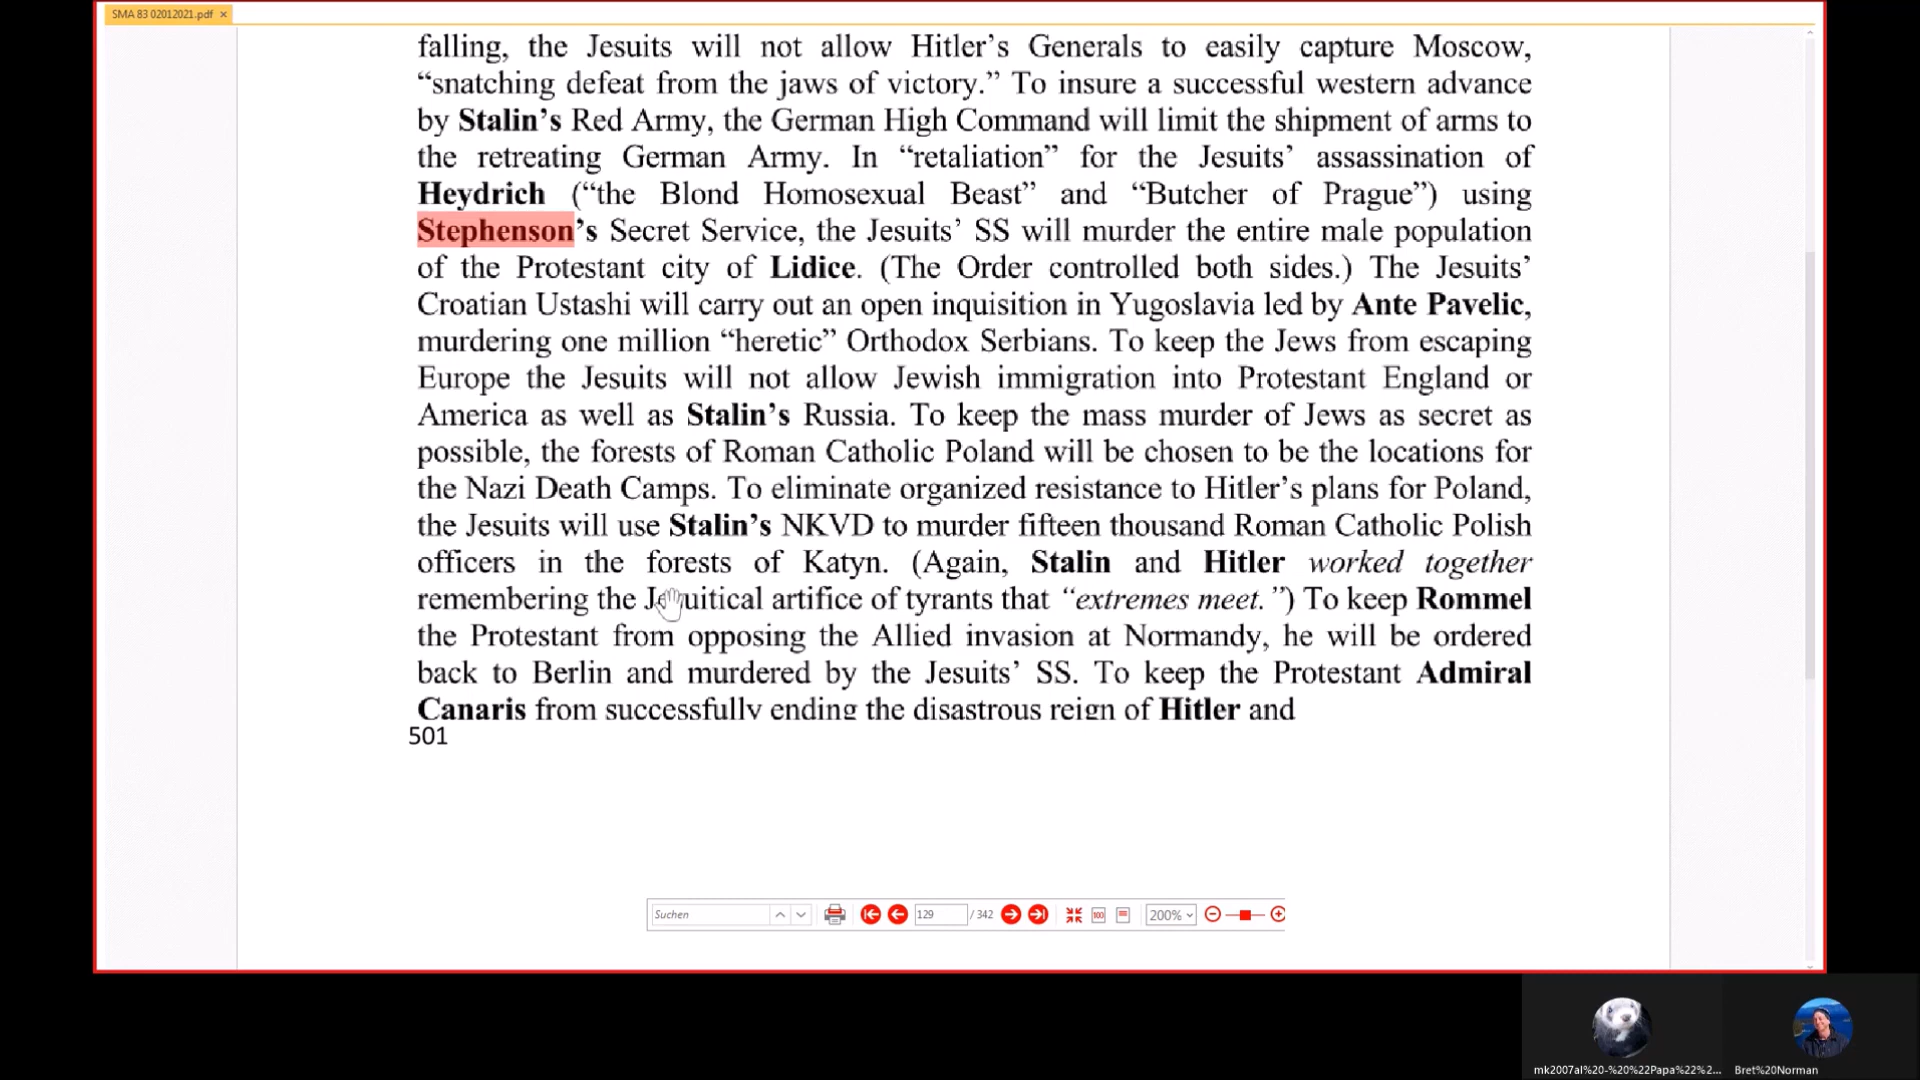 SMA 83 02012021.pdf ×
falling, the Jesuits will not allow Hitler’s Generals to easily capture Moscow,
“snatching defeat from the jaws of victory.” To insure a successful western advance
by Stalin’s Red Army, the German High Command will limit the shipment of arms to
the retreating German Army. In “retaliation” for the Jesuits’ assassination of
Heydrich (“the Blond Homosexual Beast” and “Butcher of Prague”) using
Stephenson’s Secret Service, the Jesuits’ SS will murder the entire male population
of the Protestant city of Lidice. (The Order controlled both sides.) The Jesuits’
Croatian Ustashi will carry out an open inquisition in Yugoslavia led by Ante Pavelic,
murdering one million “heretic” Orthodox Serbians. To keep the Jews from escaping
Europe the Jesuits will not allow Jewish immigration into Protestant England or
America as well as Stalin’s Russia. To keep the mass murder of Jews as secret as
possible, the forests of Roman Catholic Poland will be chosen to be the locations for
the Nazi Death Camps. To eliminate organized resistance to Hitler’s plans for Poland,
the Jesuits will use Stalin’s NKVD to murder fifteen thousand Roman Catholic Polish
officers in the forests of Katyn. (Again, Stalin and Hitler worked together
remembering the Jesuitical artifice of tyrants that “extremes meet.”) To keep Rommel
the Protestant from opposing the Allied invasion at Normandy, he will be ordered
back to Berlin and murdered by the Jesuits’ SS. To keep the Protestant Admiral
Canaris from successfully ending the disastrous reign of Hitler and
501
Suchen 129 / 342 100 200%
mk2007al%20-%20%22Papa%22%2...
Bret%20Norman